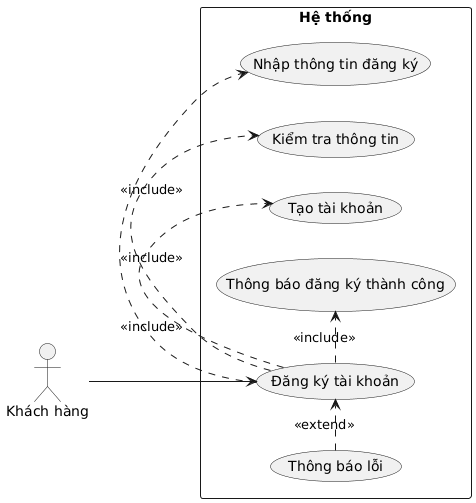 Hệ thống
Nhập thông tin đăng ký
Kiểm tra thông tin
«include»
Tạo tài khoản
«include»
Thông báo đăng ký thành công
«include»
«include»
Đăng ký tài khoản
Khách hàng
«extend»
Thông báo lỗi